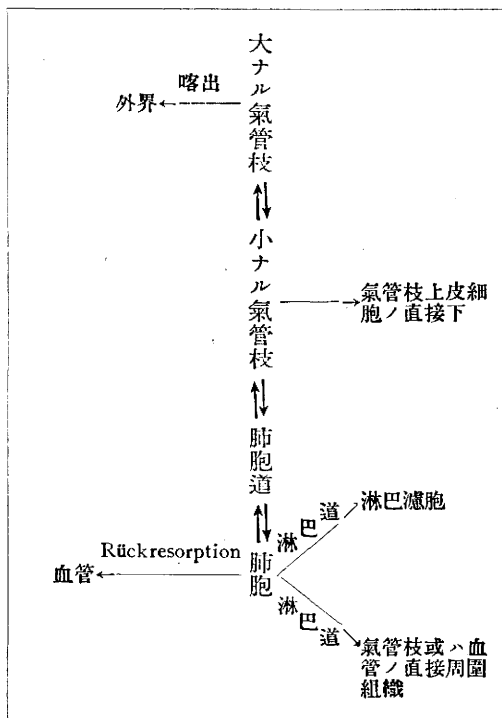 大ナル氣管枝
喀出
外界
小ナル氣管枝
氣管枝上皮細
胞ノ直接下
肺胞道
淋巴道
淋巴濾胞
Rückresorption
血管
肺胞
淋巴道
氣管枝或ハ血
管ノ直接周圍
組織